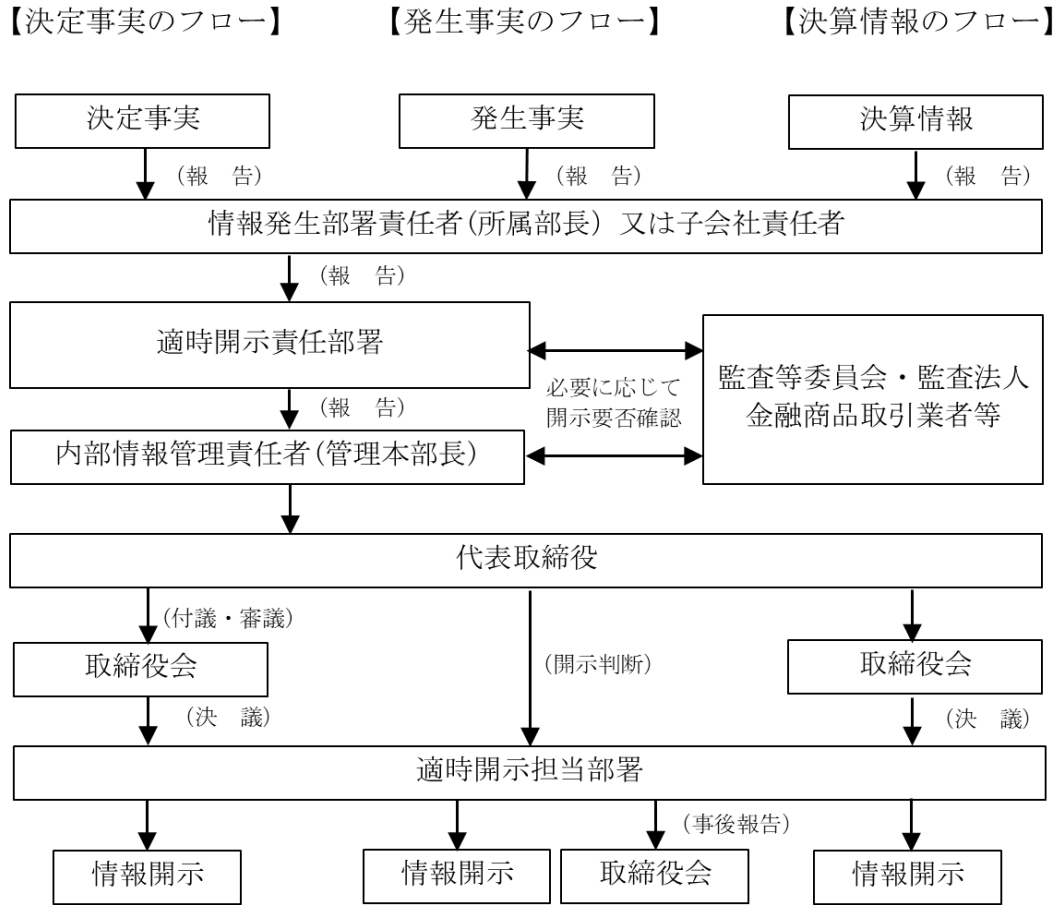 【決定事実のフロー】 【発生事実のフロー】 【決算情報のフロー】
決定事実 発生事実 決算情報
(報 告) (報 告) (報 告)
情報発生部署責任者(所属部長)又は子会社責任者
(報 告)
適時開示責任部署
監査等委員会・監査法人
金融商品取引業者等
必要に応じて
開示要否確認
(報 告)
内部情報管理責任者(管理本部長)
代表取締役
(付議・審議)
取締役会 (開示判断) 取締役会
(決 議) (決 議)
適時開示担当部署
(事後報告)
情報開示 情報開示 取締役会 情報開示